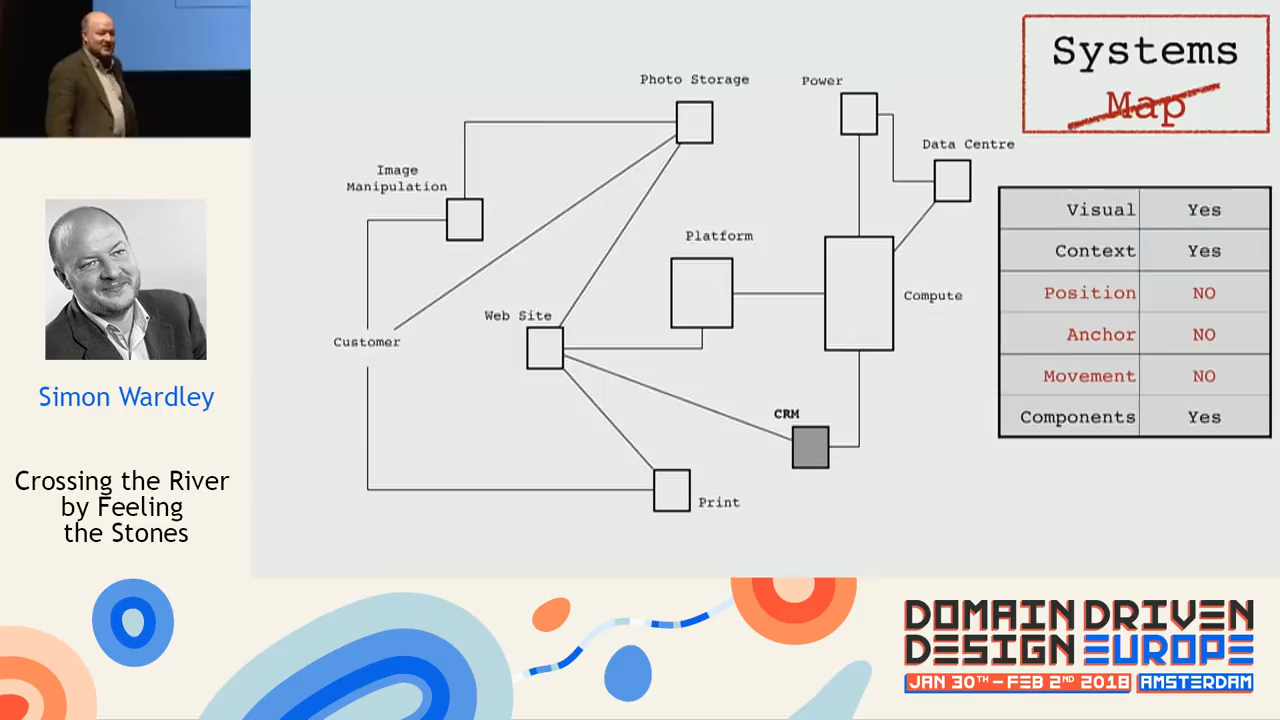 Systems
Map
Photo Storage
Power
Data Centre
Image
Manipulation
Platform
Compute
Web Site
Customer
CRM
Print
Visual Yes
Context Yes
Position NO
Anchor NO
Movement NO
Components Yes
Simon Wardley
Crossing the River
by Feeling
the Stones
DOMAIN DRIVEN
DESIGN EUROPE
JAN 30TH - FEB 2ND 2018 AMSTERDAM